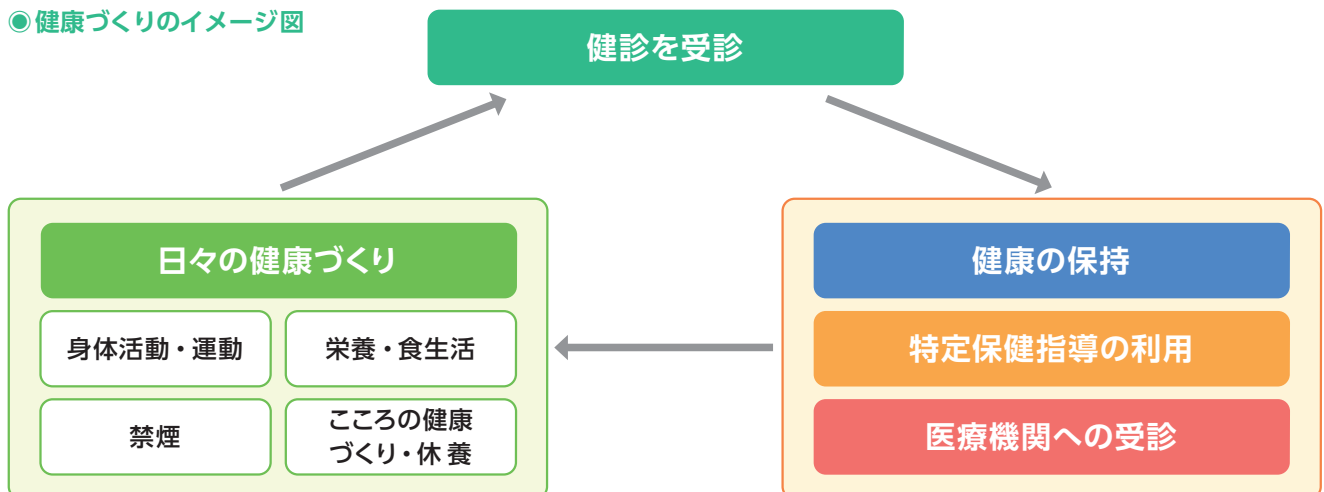 ◉健康づくりのイメージ図
健診を受診
日々の健康づくり
身体活動・運動
栄養・食生活
禁煙
こころの健康
づくり・休 養
健康の保持
特定保健指導の利用
医療機関への受診